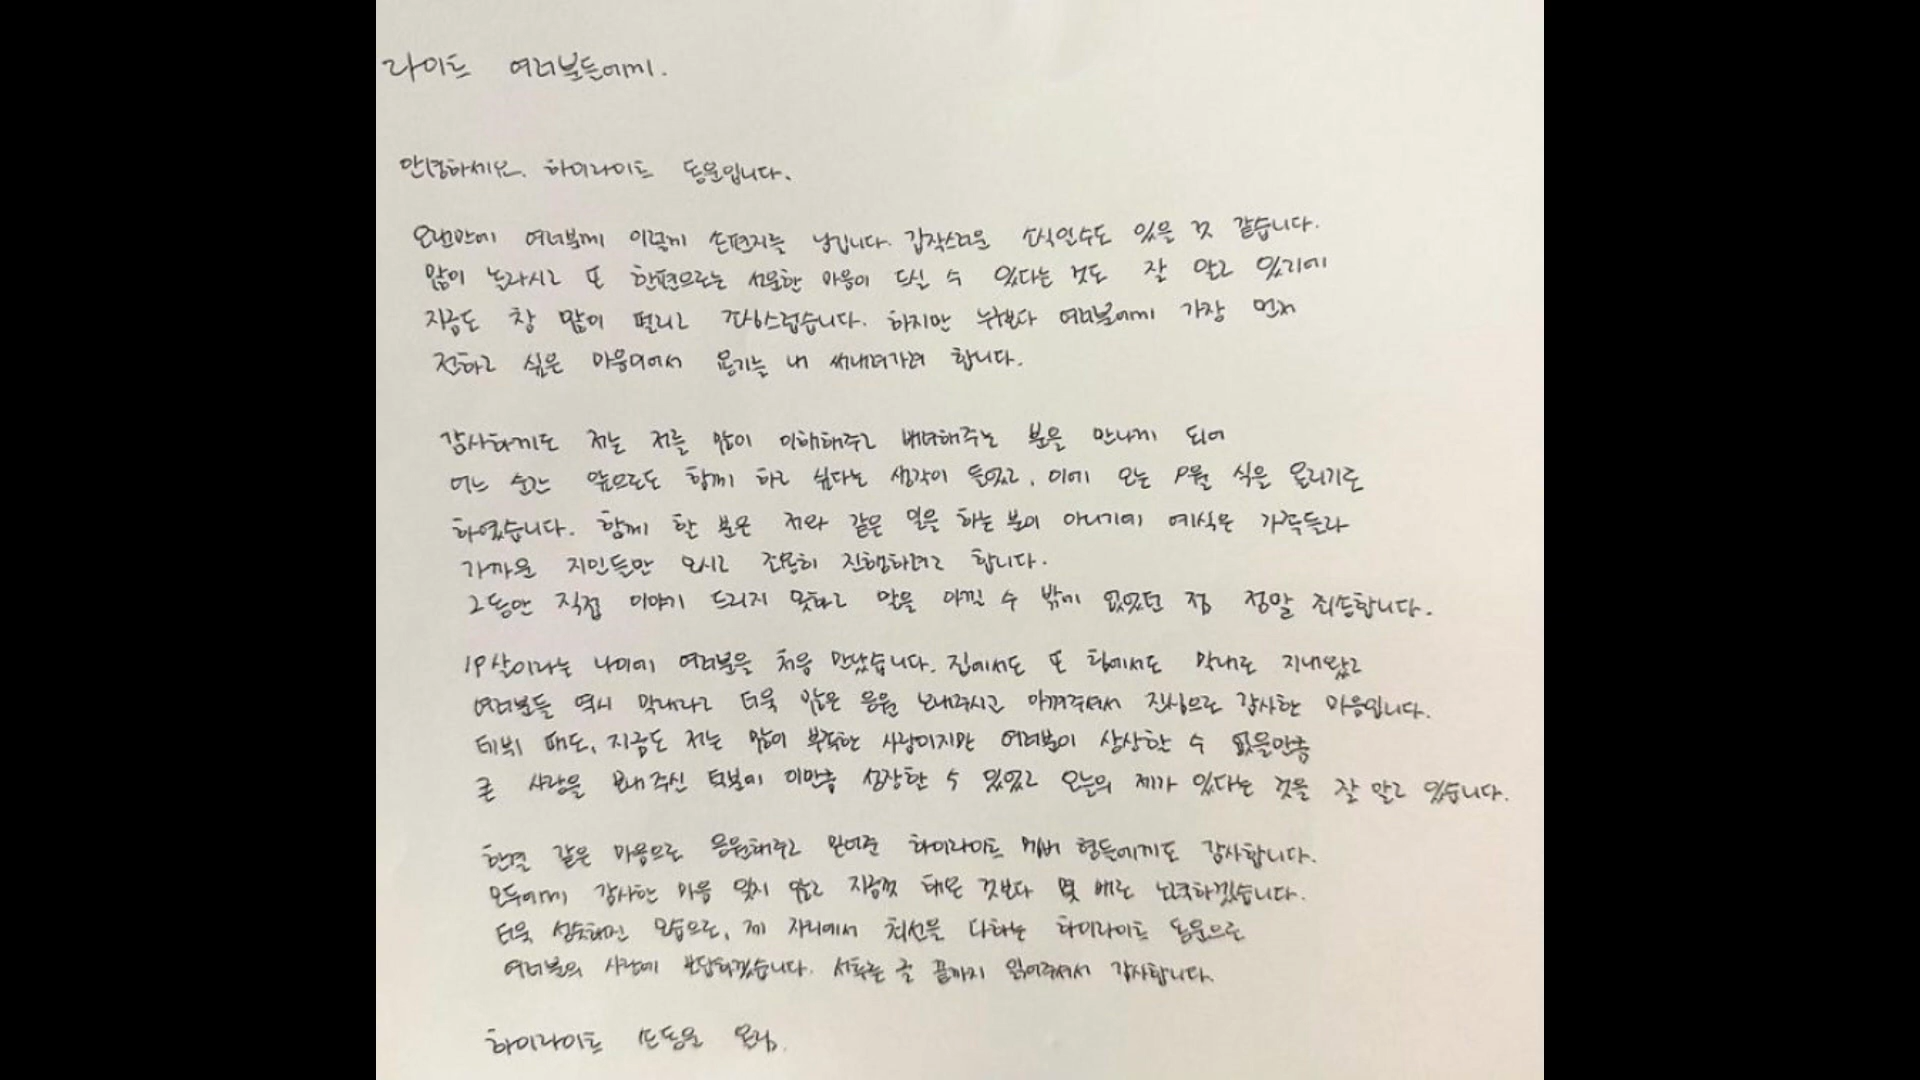 라이트 여러분들에게.
안녕하세요. 하이라이트 동운입니다.
오랜만에 여러분께 이렇게 손편지를 남깁니다. 갑작스러운 소식일수도 있을 것 같습니다.
많이 놀라시고 또 한편으로는 서운한 마음이 드실 수 있다는 것도 잘 알고 있기에
지금도 참 많이 떨리고 조심스럽습니다. 하지만 누구보다 여러분에게 가장 먼저
전하고 싶은 마음이어서 용기를 내 써내려가려 합니다.
감사하게도 저는 저를 많이 이해해주고 배려해주는 분을 만나게 되어
어느 순간 앞으로도 함께 하고 싶다는 생각이 들었고, 이에 오는 9월 식을 올리기로
하였습니다. 함께 할 분은 저와 같은 일을 하는 분이 아니기에 예식은 가족들과
가까운 지인들만 모시고 조용히 진행하려고 합니다.
그동안 직접 이야기 드리지 못하고 말을 아낄 수 밖에 없었던 점 정말 죄송합니다.
19살이라는 나이에 여러분을 처음 만났습니다. 집에서도 또 팀에서도 막내로 지내왔고
여러분들 역시 막내라고 더욱 많은 응원 보내주시고 아껴주셔서 진심으로 감사한 마음입니다.
데뷔 때도, 지금도 저는 많이 부족한 사람이지만 여러분이 상상할 수 없을만큼
큰 사랑을 보내주신 덕분에 이만큼 성장할 수 있었고 오늘의 제가 있다는 것을 잘 알고 있습니다.
한결 같은 마음으로 응원해주고 믿어준 하이라이트 멤버 형들에게도 감사합니다.
모두에게 감사한 마음 잊지 않고 지금껏 해온 것보다 몇 배로 노력하겠습니다.
더욱 성숙해진 모습으로, 제 자리에서 최선을 다하는 하이라이트 동운으로
여러분의 사랑에 보답하겠습니다. 서투른 글 끝까지 읽어주셔서 감사합니다.
하이라이트 손동운 올림.